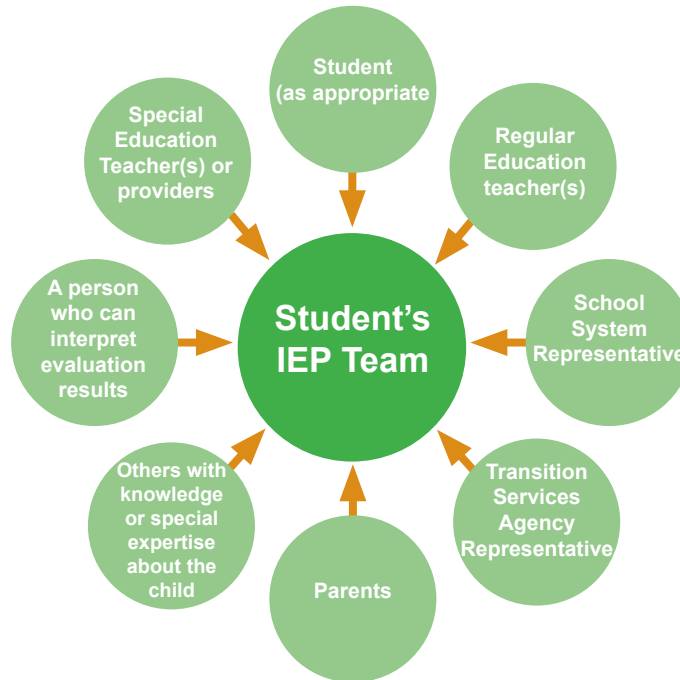 Student
(as appropriate
Regular
Education
teacher(s)
School
System
Representative
Transition
Services
Agency
Representative
Parents
Others with
knowledge
or special
expertise
about the
child
A person
who can
interpret
evaluation
results
Special
Education
Teacher(s) or
providers
Student’s
IEP Team